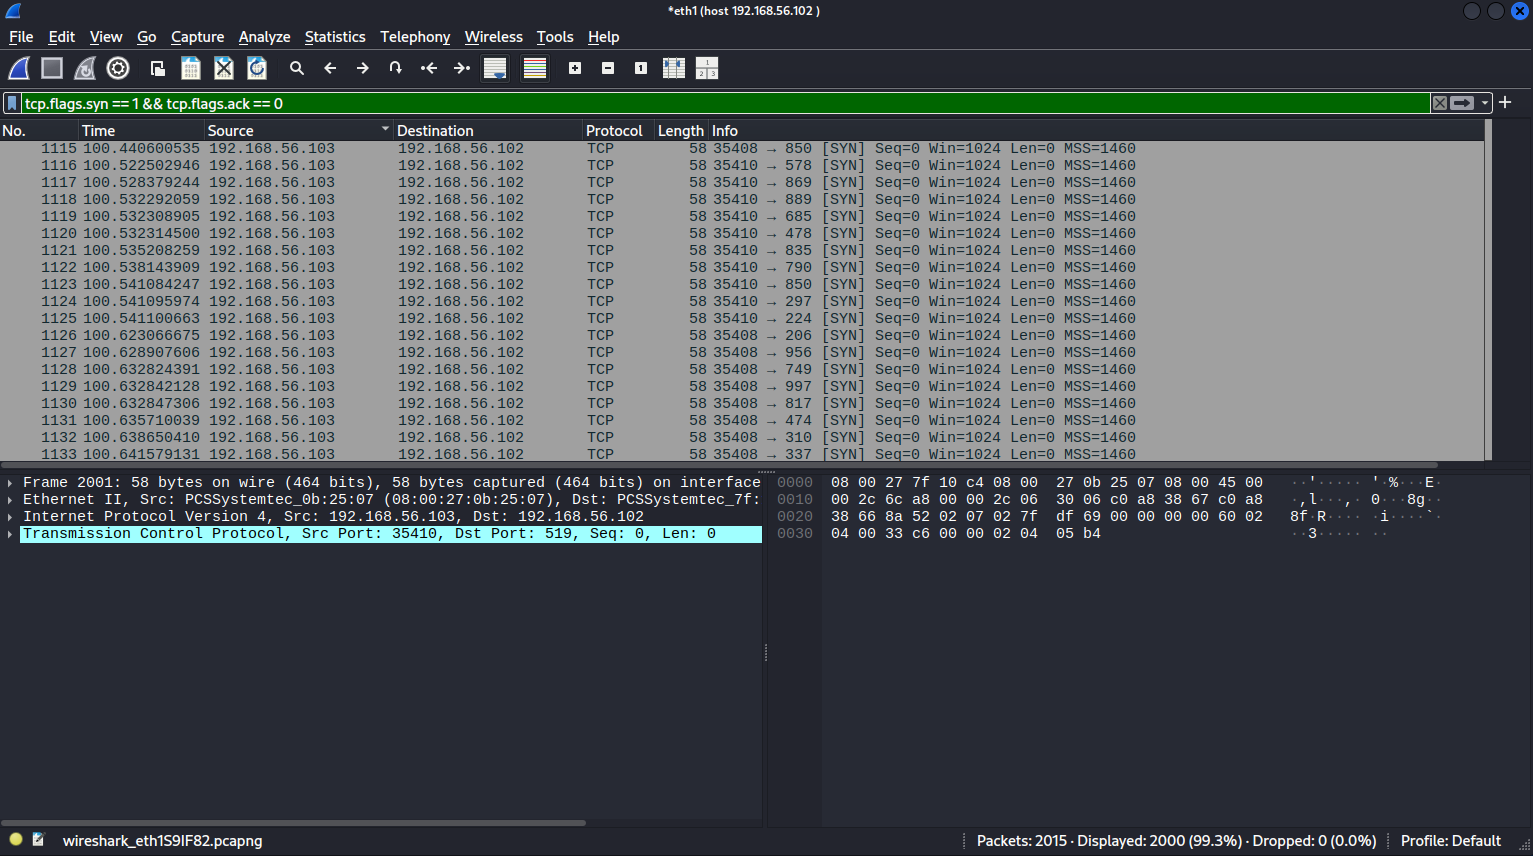 *eth1 (host 192.168.56.102 )
File Edit View Go Capture Analyze Statistics Telephony Wireless Tools Help
tcp.flags.syn == 1 && tcp.flags.ack == 0
No. Time Source Destination Protocol Length Info
1115 100.440600535 192.168.56.103 192.168.56.102 TCP 58 35408 → 850 [SYN] Seq=0 Win=1024 Len=0 MSS=1460
1116 100.522502946 192.168.56.103 192.168.56.102 TCP 58 35410 → 578 [SYN] Seq=0 Win=1024 Len=0 MSS=1460
1117 100.528379244 192.168.56.103 192.168.56.102 TCP 58 35410 → 869 [SYN] Seq=0 Win=1024 Len=0 MSS=1460
1118 100.532292059 192.168.56.103 192.168.56.102 TCP 58 35410 → 889 [SYN] Seq=0 Win=1024 Len=0 MSS=1460
1119 100.532308905 192.168.56.103 192.168.56.102 TCP 58 35410 → 685 [SYN] Seq=0 Win=1024 Len=0 MSS=1460
1120 100.532314500 192.168.56.103 192.168.56.102 TCP 58 35410 → 478 [SYN] Seq=0 Win=1024 Len=0 MSS=1460
1121 100.535208259 192.168.56.103 192.168.56.102 TCP 58 35410 → 835 [SYN] Seq=0 Win=1024 Len=0 MSS=1460
1122 100.538143909 192.168.56.103 192.168.56.102 TCP 58 35410 → 790 [SYN] Seq=0 Win=1024 Len=0 MSS=1460
1123 100.541084247 192.168.56.103 192.168.56.102 TCP 58 35410 → 850 [SYN] Seq=0 Win=1024 Len=0 MSS=1460
1124 100.541095974 192.168.56.103 192.168.56.102 TCP 58 35410 → 297 [SYN] Seq=0 Win=1024 Len=0 MSS=1460
1125 100.541100663 192.168.56.103 192.168.56.102 TCP 58 35410 → 224 [SYN] Seq=0 Win=1024 Len=0 MSS=1460
1126 100.623066675 192.168.56.103 192.168.56.102 TCP 58 35408 → 206 [SYN] Seq=0 Win=1024 Len=0 MSS=1460
1127 100.628907606 192.168.56.103 192.168.56.102 TCP 58 35408 → 956 [SYN] Seq=0 Win=1024 Len=0 MSS=1460
1128 100.632824391 192.168.56.103 192.168.56.102 TCP 58 35408 → 749 [SYN] Seq=0 Win=1024 Len=0 MSS=1460
1129 100.632842128 192.168.56.103 192.168.56.102 TCP 58 35408 → 997 [SYN] Seq=0 Win=1024 Len=0 MSS=1460
1130 100.632847306 192.168.56.103 192.168.56.102 TCP 58 35408 → 817 [SYN] Seq=0 Win=1024 Len=0 MSS=1460
1131 100.635710039 192.168.56.103 192.168.56.102 TCP 58 35408 → 474 [SYN] Seq=0 Win=1024 Len=0 MSS=1460
1132 100.638650410 192.168.56.103 192.168.56.102 TCP 58 35408 → 310 [SYN] Seq=0 Win=1024 Len=0 MSS=1460
1133 100.641579131 192.168.56.103 192.168.56.102 TCP 58 35408 → 337 [SYN] Seq=0 Win=1024 Len=0 MSS=1460
Frame 2001: 58 bytes on wire (464 bits), 58 bytes captured (464 bits) on interface
Ethernet II, Src: PCSSystemtec_0b:25:07 (08:00:27:0b:25:07), Dst: PCSSystemtec_7f:
Internet Protocol Version 4, Src: 192.168.56.103, Dst: 192.168.56.102
Transmission Control Protocol, Src Port: 35410, Dst Port: 519, Seq: 0, Len: 0
0000 08 00 27 7f 10 c4 08 00 27 0b 25 07 08 00 45 00 ··'····· '·%···E·
0010 00 2c 6c a8 00 00 2c 06 30 06 c0 a8 38 67 c0 a8 ·,l···,· 0···8g··
0020 38 66 8a 52 02 07 02 7f df 69 00 00 00 00 60 02 8f·R···· ·i····`·
0030 04 00 33 c6 00 00 02 04 05 b4 ··3····· ··
wireshark_eth1S9IF82.pcapng
Packets: 2015 · Displayed: 2000 (99.3%) · Dropped: 0 (0.0%)
Profile: Default